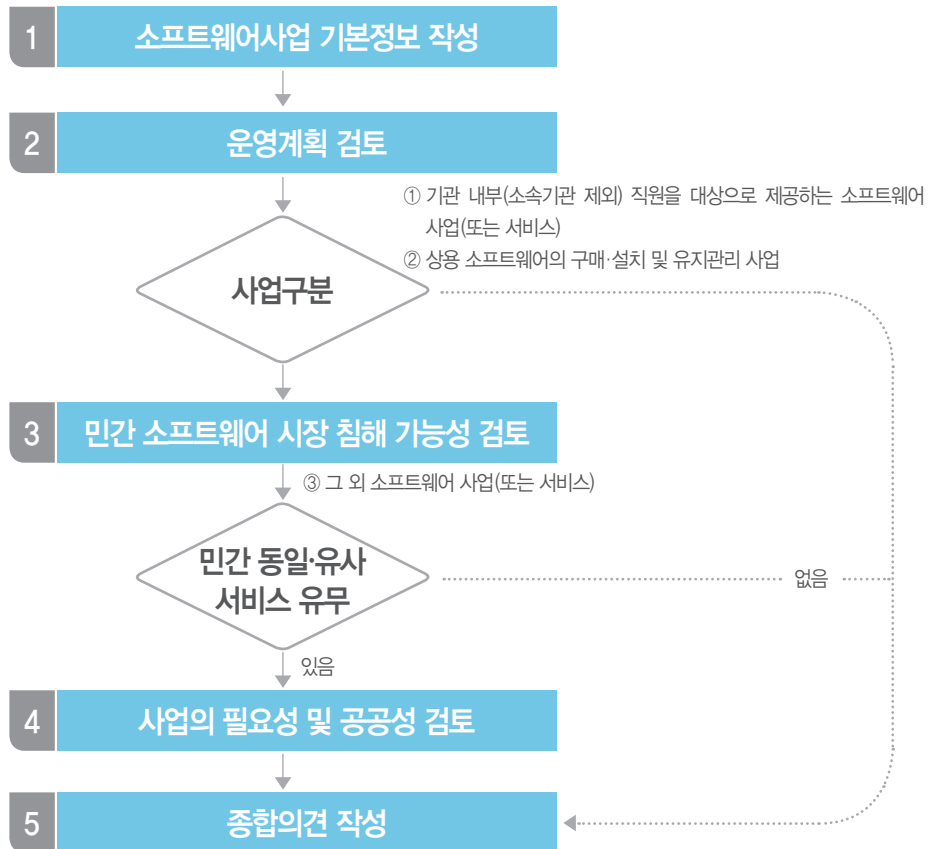 1 소프트웨어사업 기본정보 작성
2 운영계획 검토
① 기관 내부(소속기관 제외) 직원을 대상으로 제공하는 소프트웨어
사업(또는 서비스)
② 상용 소프트웨어의 구매·설치 및 유지관리 사업
사업구분
3 민간 소프트웨어 시장 침해 가능성 검토
③ 그 외 소프트웨어 사업(또는 서비스)
민간 동일·유사
서비스 유무
없음
있음
4 사업의 필요성 및 공공성 검토
5 종합의견 작성